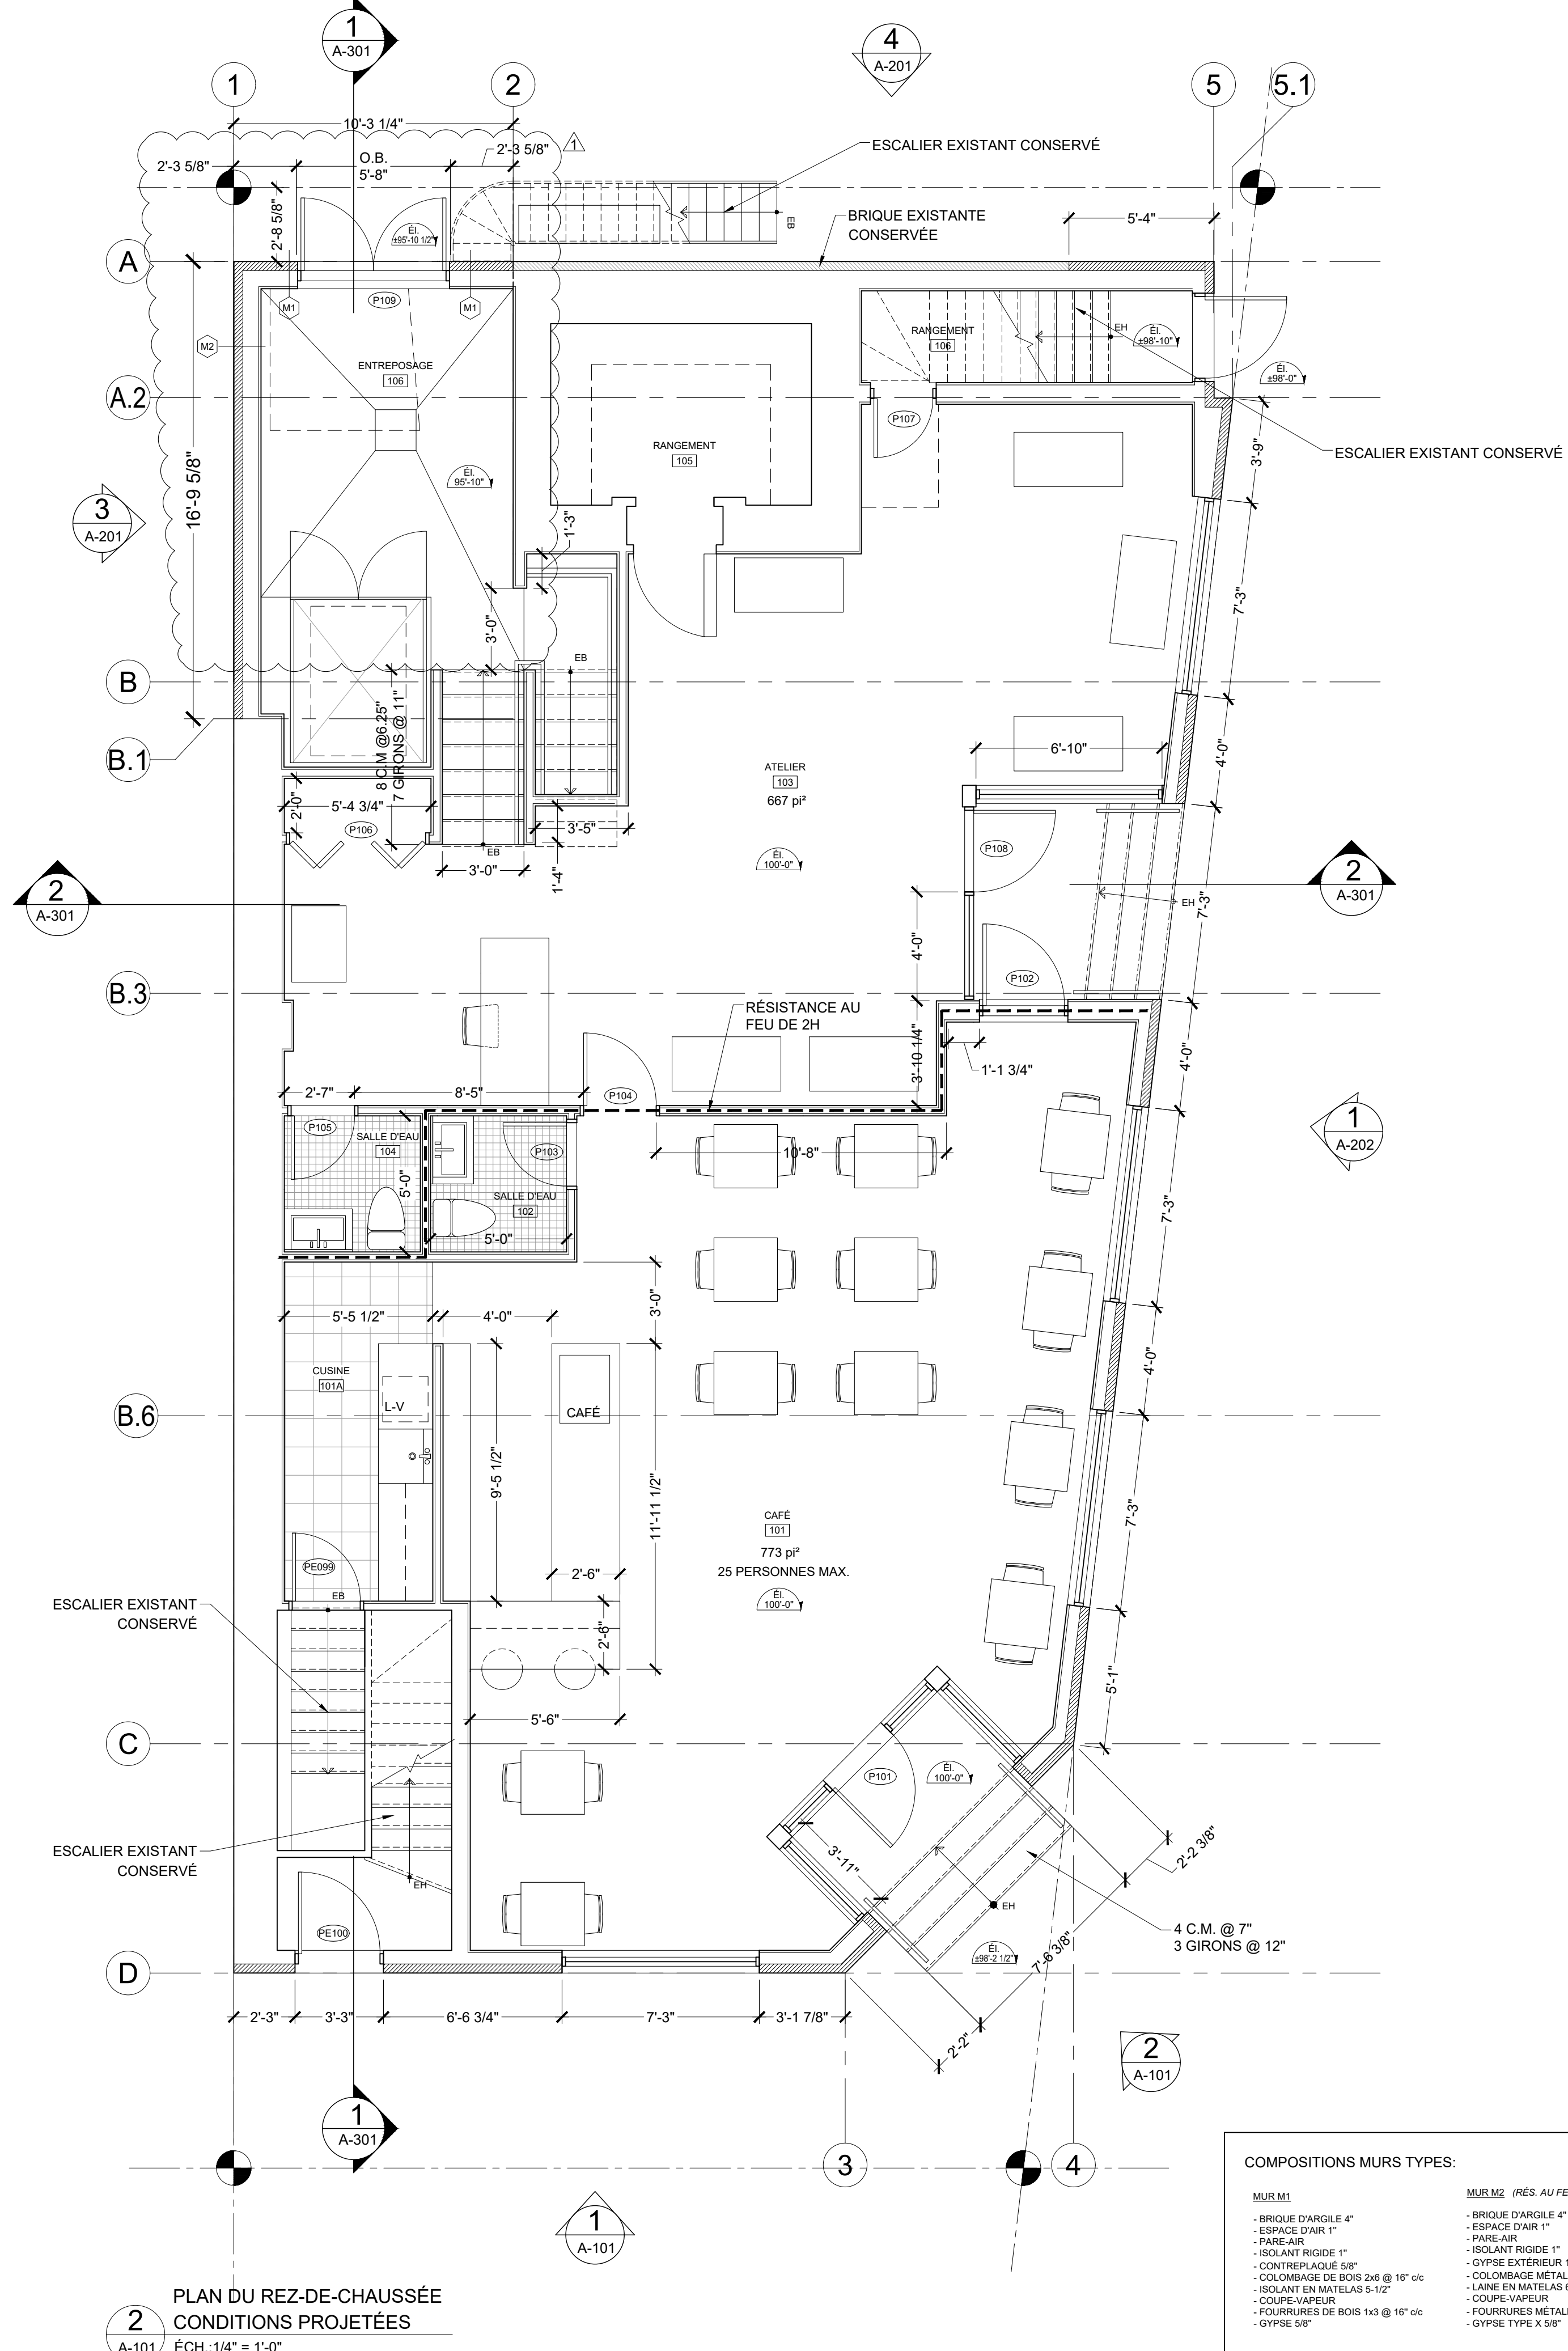 1
A-301
4
A-201
1
2
5
5.1
10'-3 1/4"
2'-3 5/8"
O.B.
5'-8"
2'-3 5/8"
1
ESCALIER EXISTANT CONSERVÉ
2'-8 5/8"
Él.
±95'-10 1/2"
EB
BRIQUE EXISTANTE
CONSERVÉE
5'-4"
A
P109
M1
M1
M2
RANGEMENT
106
EH
Él.
±98'-10"
ENTREPOSAGE
106
Él.
±98'-0"
A.2
P107
RANGEMENT
105
ESCALIER EXISTANT CONSERVÉ
3'-9"
Él.
95'-10"
16'-9 5/8"
3
A-201
1'-3"
7'-3"
3'-0"
EB
B
8 C.M @6.25"
7 GIRONS @ 11"
B.1
6'-10"
4'-0"
ATELIER
103
667 pi²
2'-0"
5'-4 3/4"
P106
3'-5"
EB
3'-0"
1'-4"
Él.
100'-0"
P108
2
A-301
2
A-301
EH
7'-3"
4'-0"
P102
B.3
RÉSISTANCE AU
FEU DE 2H
3'-10 1/4"
1'-1 3/4"
4'-0"
2'-7"
8'-5"
P104
P105
SALLE D'EAU
104
P103
10'-8"
1
A-202
5'-0"
SALLE D'EAU
102
5'-0"
7'-3"
5'-5 1/2"
4'-0"
3'-0"
CUSINE
101A
4'-0"
L-V
CAFÉ
B.6
9'-5 1/2"
11'-11 1/2"
7'-3"
CAFÉ
101
773 pi²
25 PERSONNES MAX.
Él.
100'-0"
PE099
2'-6"
EB
ESCALIER EXISTANT
CONSERVÉ
2'-6"
5'-1"
5'-6"
C
P101
Él.
100'-0"
ESCALIER EXISTANT
CONSERVÉ
3'-11"
2'-2 3/8"
EH
EH
4 C.M. @ 7"
3 GIRONS @ 12"
PE100
Él.
±98'-2 1/2"
7'-6 3/8"
D
2'-3"
3'-3"
6'-6 3/4"
7'-3"
3'-1 7/8"
2'-2"
2
A-101
1
A-301
3
4
1
A-101
COMPOSITIONS MURS TYPES:
MUR M1
- BRIQUE D'ARGILE 4"
- ESPACE D'AIR 1"
- PARE-AIR
- ISOLANT RIGIDE 1"
- CONTREPLAQUÉ 5/8"
- COLOMBAGE DE BOIS 2x6 @ 16" c/c
- ISOLANT EN MATELAS 5-1/2"
- COUPE-VAPEUR
- FOURRURES DE BOIS 1x3 @ 16" c/c
- GYPSE 5/8"
MUR M2 (RÉS. AU FE
- BRIQUE D'ARGILE 4"
- ESPACE D'AIR 1"
- PARE-AIR
- ISOLANT RIGIDE 1"
- GYPSE EXTÉRIEUR 1
- COLOMBAGE MÉTAL
- LAINE EN MATELAS 6
- COUPE-VAPEUR
- FOURRURES MÉTALL
- GYPSE TYPE X 5/8"
PLAN DU REZ-DE-CHAUSSÉE
CONDITIONS PROJETÉES
2
A-101
ÉCH.:1/4" = 1'-0"